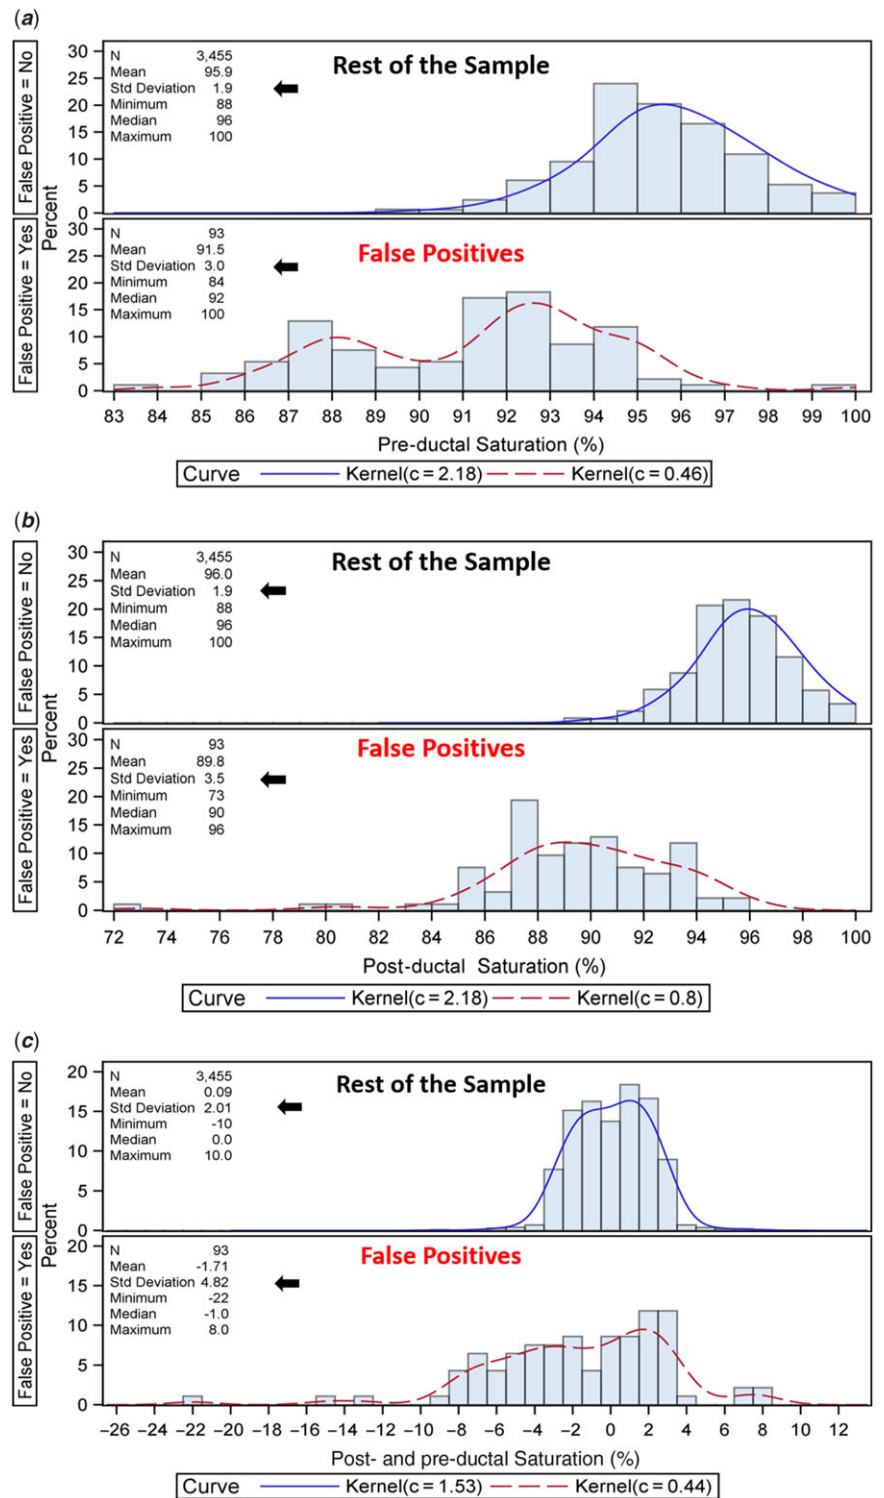 (a)
False Positive = No
Percent
30
25
20
15
10
5
0
N 3,455
Mean 95.9
Std Deviation 1.9
Minimum 88
Median 96
Maximum 100
Rest of the Sample
False Positive = Yes
30
25
20
15
10
5
0
N 93
Mean 91.5
Std Deviation 3.0
Minimum 84
Median 92
Maximum 100
False Positives
83 84 85 86 87 88 89 90 91 92 93 94 95 96 97 98 99 100
Pre-ductal Saturation (%)
Curve Kernel(c = 2.18) Kernel(c = 0.46)
(b)
False Positive = No
Percent
30
25
20
15
10
5
0
N 3,455
Mean 96.0
Std Deviation 1.9
Minimum 88
Median 96
Maximum 100
Rest of the Sample
False Positive = Yes
30
25
20
15
10
5
0
N 93
Mean 89.8
Std Deviation 3.5
Minimum 73
Median 90
Maximum 96
False Positives
72 74 76 78 80 82 84 86 88 90 92 94 96 98 100
Post-ductal Saturation (%)
Curve Kernel(c = 2.18) Kernel(c = 0.8)
(c)
False Positive = No
Percent
20
15
10
5
0
N 3,455
Mean 0.09
Std Deviation 2.01
Minimum -10
Median 0.0
Maximum 10.0
Rest of the Sample
False Positive = Yes
20
15
10
5
0
N 93
Mean -1.71
Std Deviation 4.82
Minimum -22
Median -1.0
Maximum 8.0
False Positives
−26 −24 −22 −20 −18 −16 −14 −12 −10 −8 −6 −4 −2 0 2 4 6 8 10 12
Post- and pre-ductal Saturation (%)
Curve Kernel(c = 1.53) Kernel(c = 0.44)